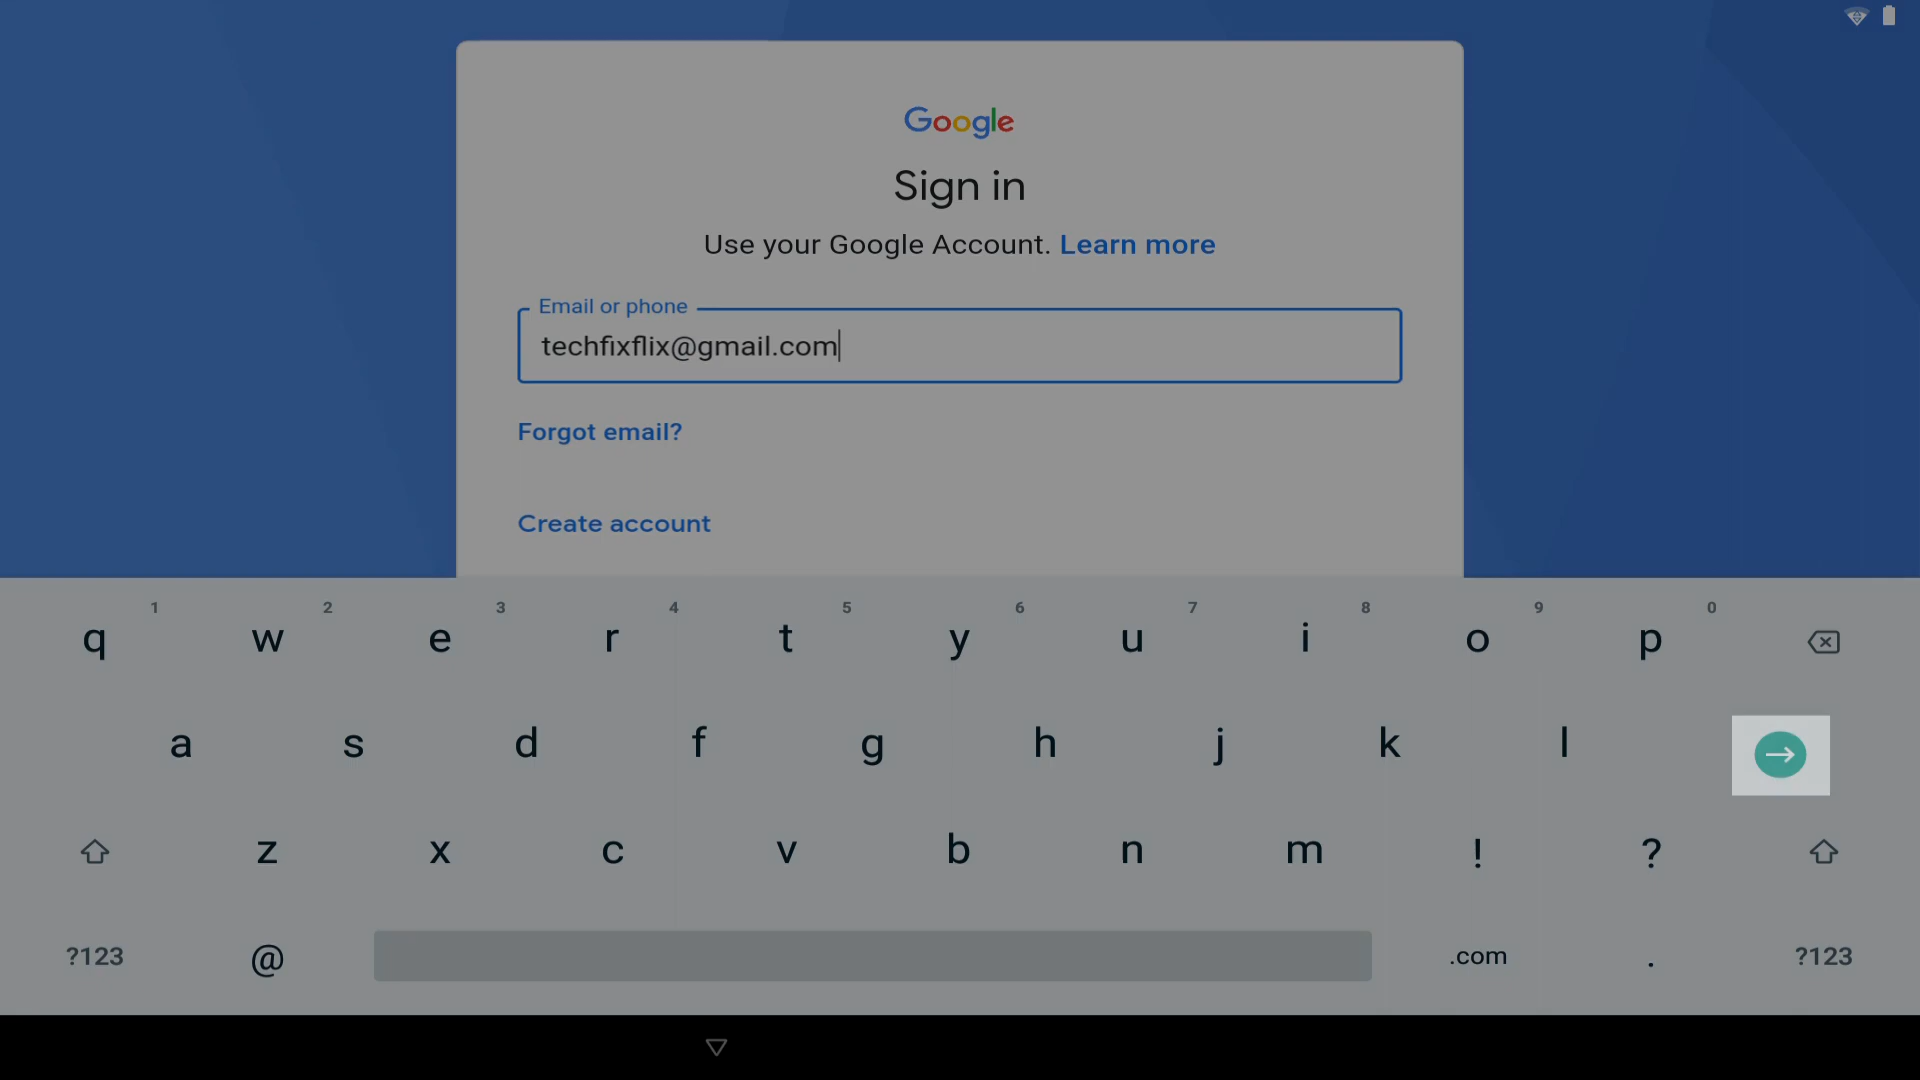 Google
Sign in
Use your Google Account. Learn more
Email or phone
techfixflix@gmail.com
Forgot email?
Create account
1 2 3 4 5 6 7 8 9 0
q w e r t y u i o p
a s d f g h j k l
z x c v b n m ! ?
?123 @ .com . ?123